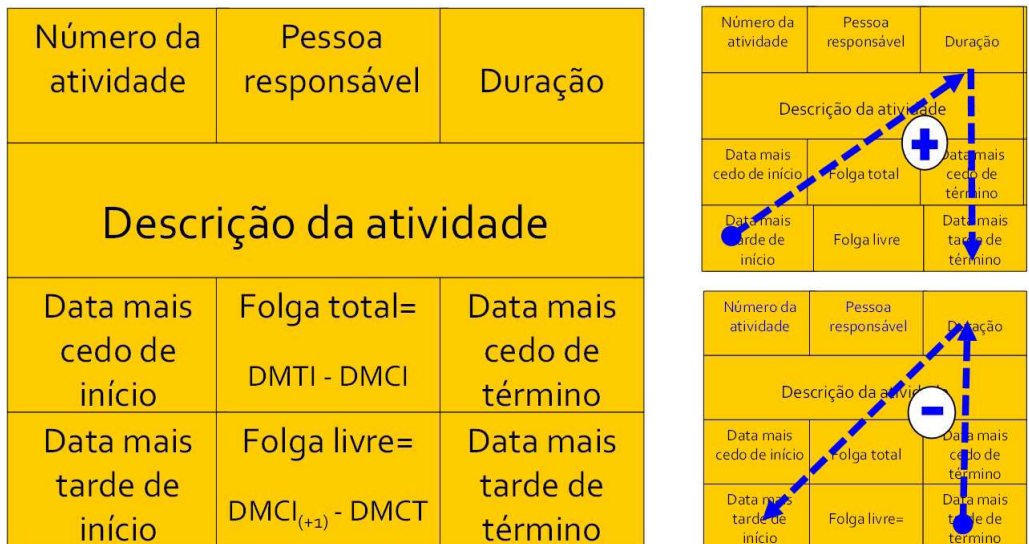 Número da
atividade
Pessoa
responsável
Duração
Descrição da atividade
Data mais
cedo de
início
Folga total=
DMTI - DMCI
Data mais
cedo de
término
Data mais
tarde de
início
Folga livre=
DMCI(+1) - DMCT
Data mais
tarde de
término
Número da
atividade
Pessoa
responsável
Duração
Descrição da atividade
+
Data mais
cedo de início
Folga total
Data mais
cedo de
término
Data mais
tarde de
início
Folga livre
Data mais
tarde de
término
Número da
atividade
Pessoa
responsável
Duração
Descrição da atividade
-
Data mais
cedo de início
Folga total
Data mais
cedo de
término
Data mais
tarde de
início
Folga livre=
Data mais
tarde de
término